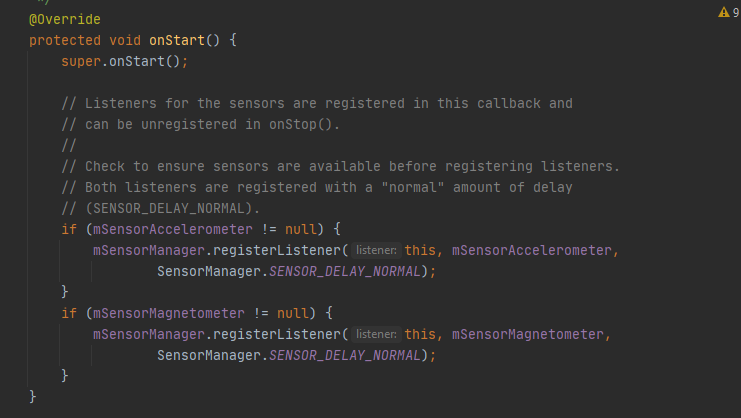 */
@Override
protected void onStart() {
    super.onStart();

    // Listeners for the sensors are registered in this callback and
    // can be unregistered in onStop().
    //
    // Check to ensure sensors are available before registering listeners.
    // Both listeners are registered with a "normal" amount of delay
    // (SENSOR_DELAY_NORMAL).
    if (mSensorAccelerometer != null) {
        mSensorManager.registerListener( listener: this, mSensorAccelerometer,
                SensorManager.SENSOR_DELAY_NORMAL);
    }
    if (mSensorMagnetometer != null) {
        mSensorManager.registerListener( listener: this, mSensorMagnetometer,
                SensorManager.SENSOR_DELAY_NORMAL);
    }
}
9